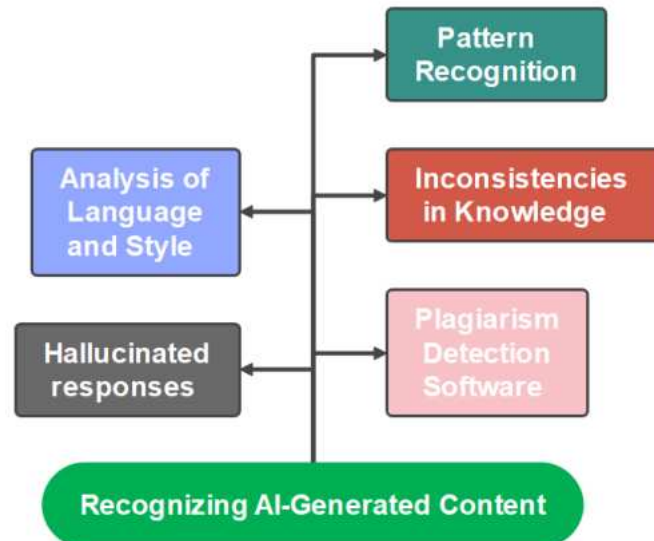 Pattern
Recognition
Analysis of
Language
and Style
Inconsistencies
in Knowledge
Hallucinated
responses
Plagiarism
Detection
Software
Recognizing AI-Generated Content